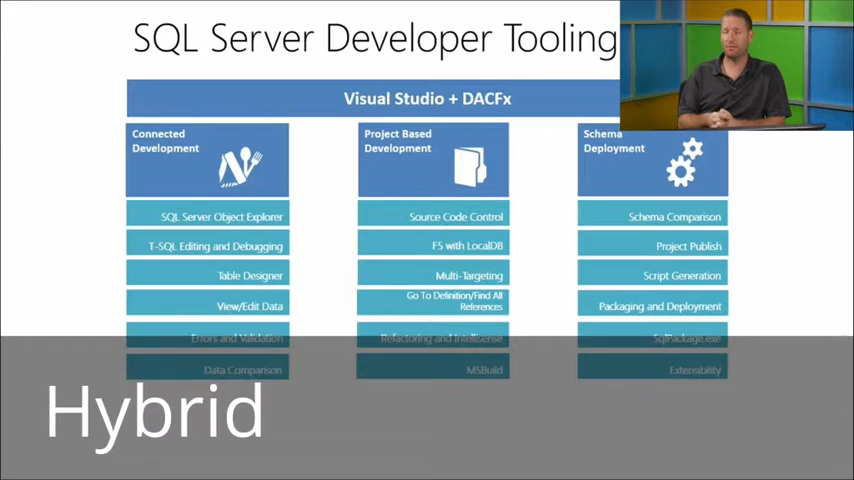 SQL Server Developer Tooling
Visual Studio + DACFx
Connected
Development
SQL Server Object Explorer
T-SQL Editing and Debugging
Table Designer
View/Edit Data
Errors and Validation
Data Comparison
Project Based
Development
Source Code Control
F5 with LocalDB
Multi-Targeting
Go To Definition/Find All
References
Refactoring and Intellisense
MSBuild
Schema
Deployment
Schema Comparison
Project Publish
Script Generation
Packaging and Deployment
SqlPackage.exe
Extensibility
Hybrid